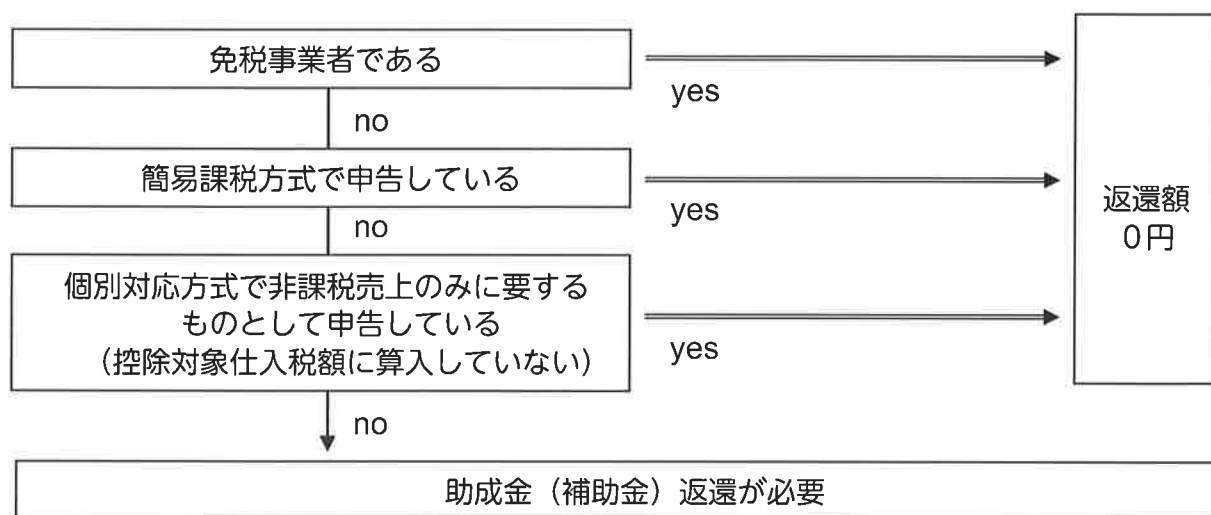 免税事業者である
yes
no
簡易課税方式で申告している
yes
no
返還額
０円
個別対応方式で非課税売上のみに要する
ものとして申告している
（控除対象仕入税額に算入していない）
yes
no
助成金（補助金）返還が必要